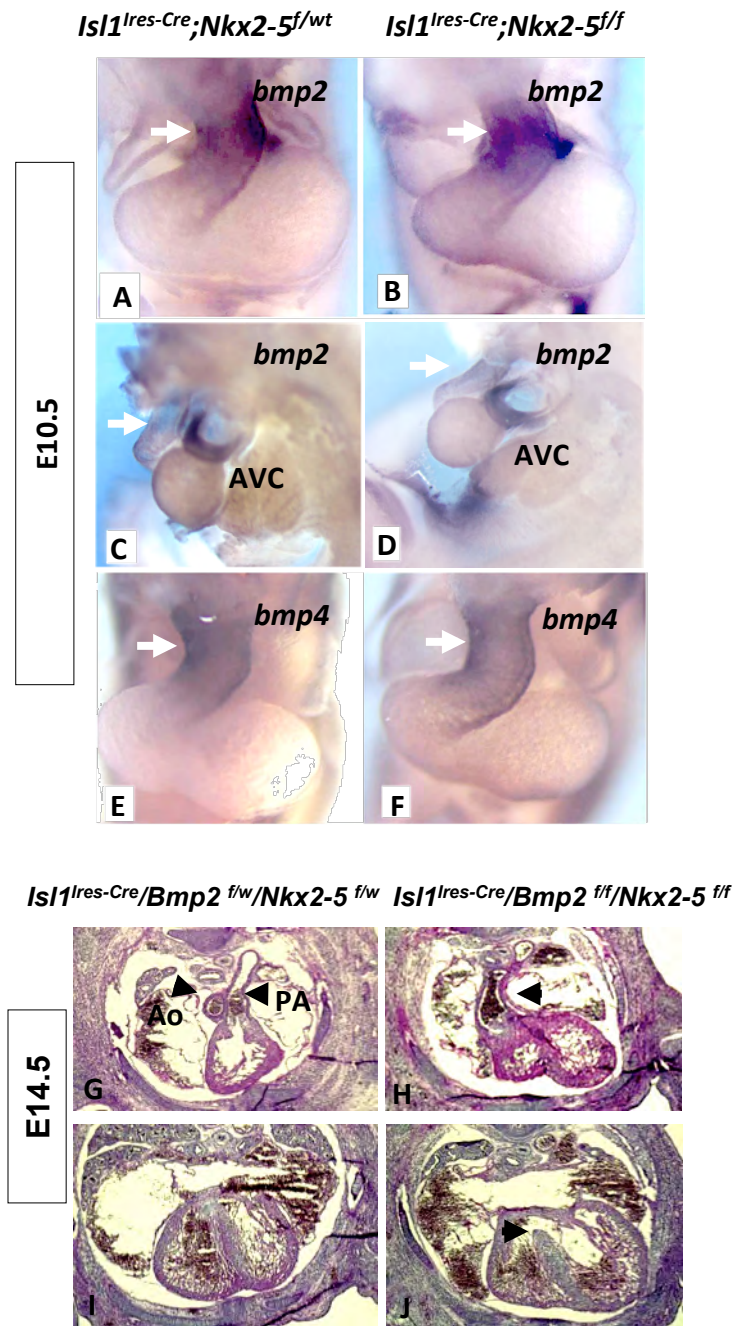 Isl1Ires-Cre;Nkx2-5f/wt Isl1Ires-Cre;Nkx2-5f/f
bmp2 bmp2
A B
E10.5
bmp2 bmp2
AVC AVC
C D
bmp4 bmp4
E F
Isl1Ires-Cre/Bmp2 f/w/Nkx2-5 f/w Isl1Ires-Cre/Bmp2 f/f/Nkx2-5 f/f
Ao PA
G H
E14.5
I J